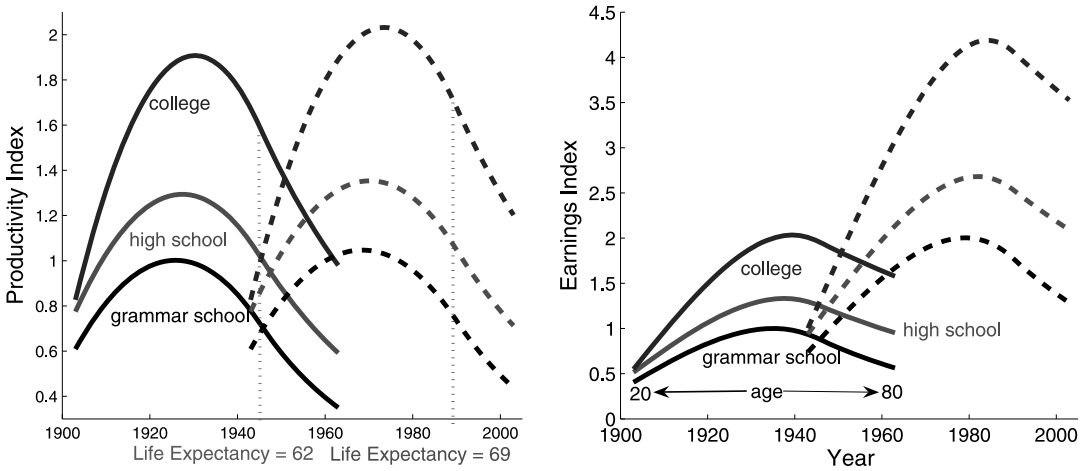 Productivity Index
2
1.8
1.6
1.4
1.2
1
0.8
0.6
0.4
college
high school
grammar school
1900 1920 1940 1960 1980 2000
Life Expectancy = 62 Life Expectancy = 69
Earnings Index
4.5
4
3.5
3
2.5
2
1.5
1
0.5
0
college
high school
grammar school
20 age 80
1900 1920 1940 1960 1980 2000
Year